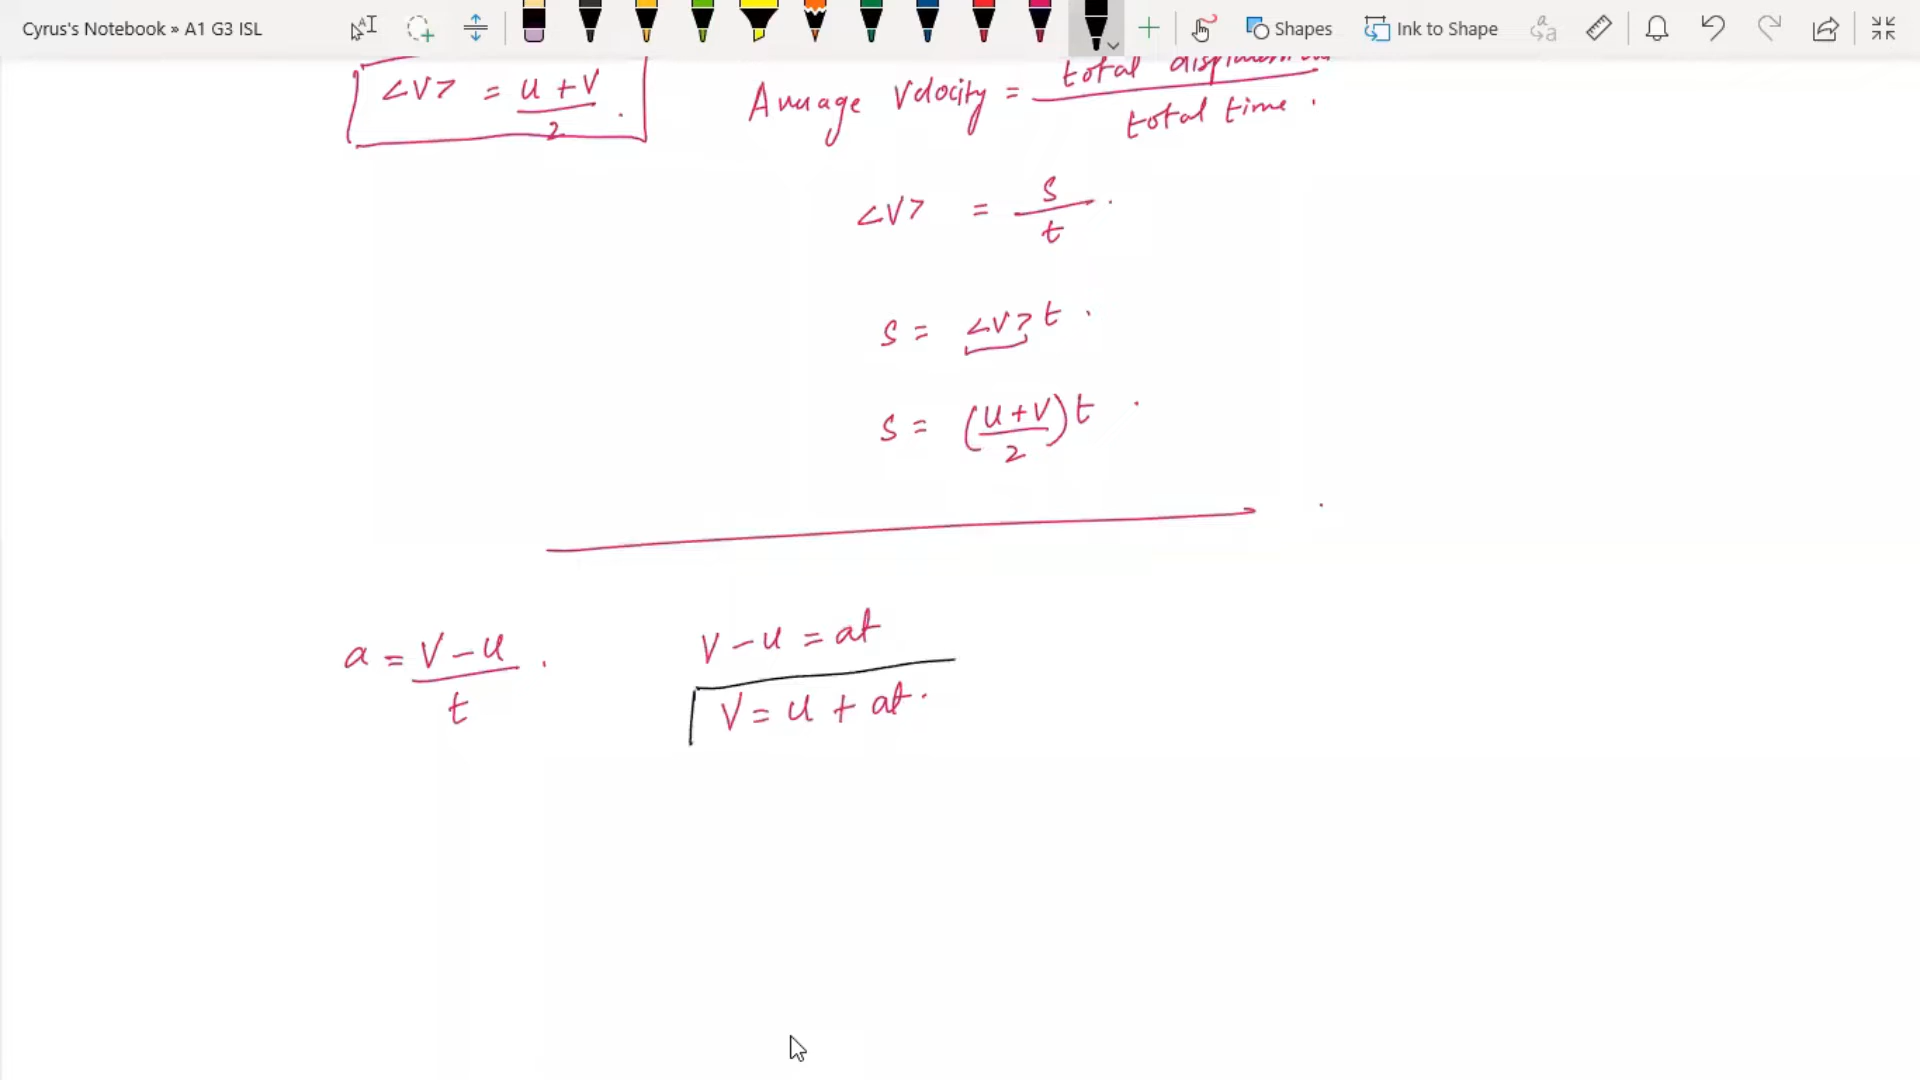 Cyrus's Notebook » A1 G3 ISL
Shapes
Ink to Shape
<V> = u + v / 2 .
Average Velocity = total displacement / total time .
<V> = s / t .
s = <V> t .
s = (u + v / 2) t .
a = v - u / t .
v - u = at
v = u + at .